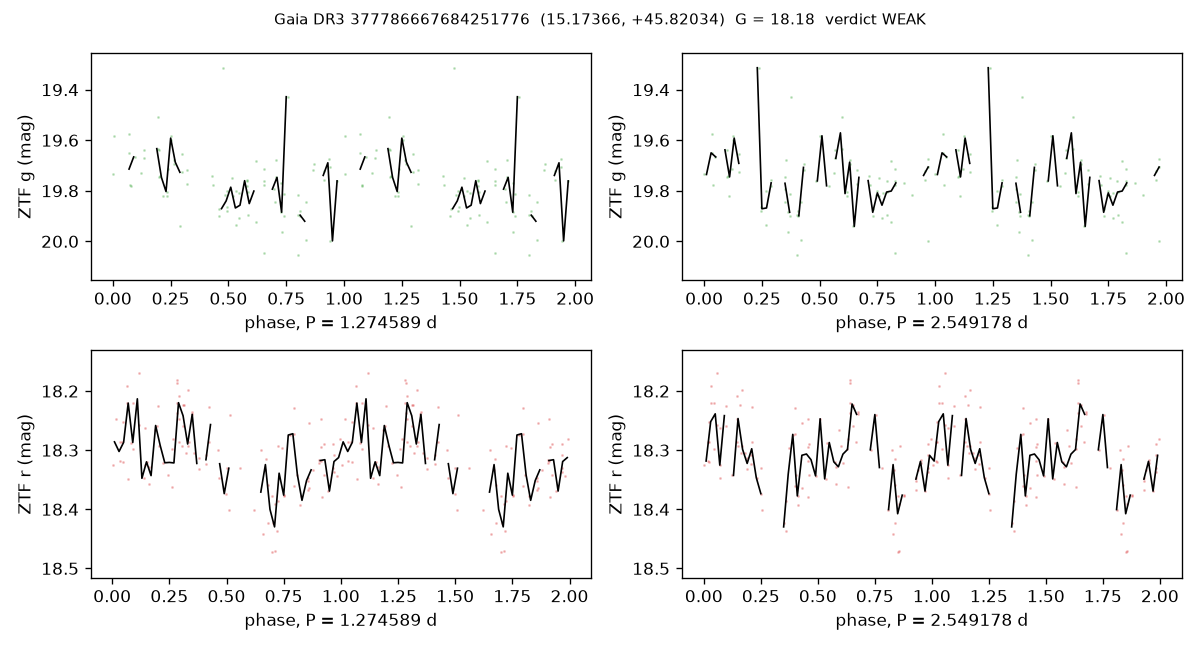 Gaia DR3 377786667684251776 (15.17366, +45.82034) G = 18.18 verdict WEAK
ZTF g (mag)
19.4
19.6
19.8
20.0
0.00 0.25 0.50 0.75 1.00 1.25 1.50 1.75 2.00
phase, P = 1.274589 d
ZTF g (mag)
19.4
19.6
19.8
20.0
0.00 0.25 0.50 0.75 1.00 1.25 1.50 1.75 2.00
phase, P = 2.549178 d
ZTF r (mag)
18.2
18.3
18.4
18.5
0.00 0.25 0.50 0.75 1.00 1.25 1.50 1.75 2.00
phase, P = 1.274589 d
ZTF r (mag)
18.2
18.3
18.4
18.5
0.00 0.25 0.50 0.75 1.00 1.25 1.50 1.75 2.00
phase, P = 2.549178 d